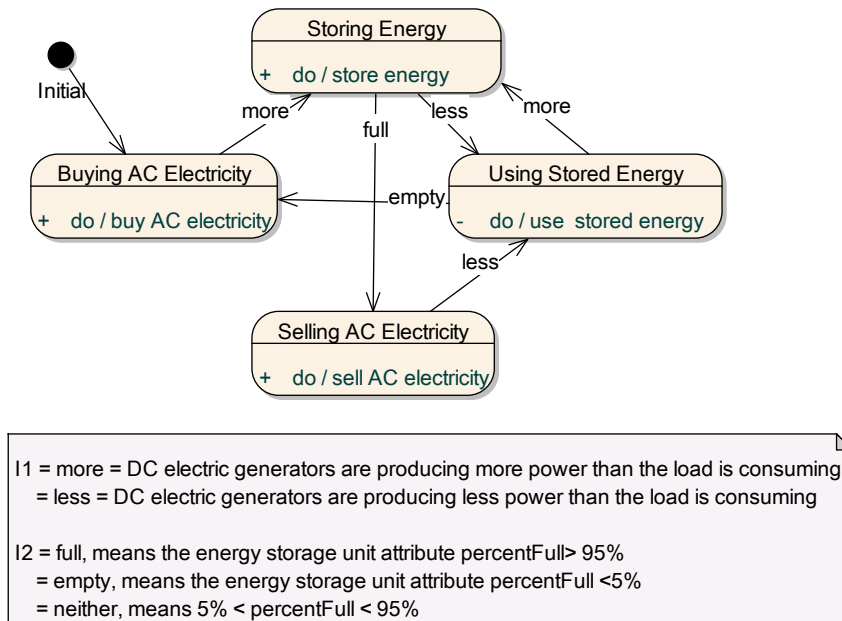 Storing Energy
+ do / store energy
Initial
more
full
less
more
Buying AC Electricity
+ do / buy AC electricity
empty
Using Stored Energy
- do / use stored energy
less
Selling AC Electricity
+ do / sell AC electricity
I1 = more = DC electric generators are producing more power than the load is consuming
= less = DC electric generators are producing less power than the load is consuming
I2 = full, means the energy storage unit attribute percentFull> 95%
= empty, means the energy storage unit attribute percentFull <5%
= neither, means 5% < percentFull < 95%